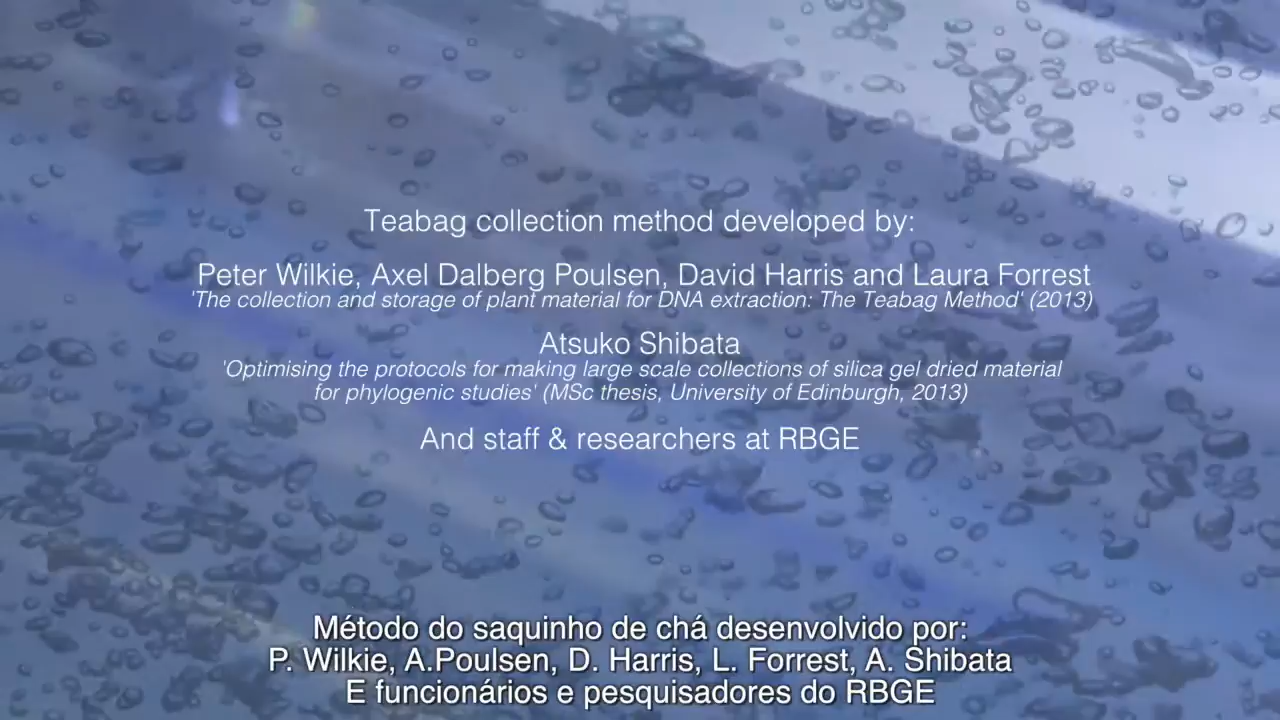 Teabag collection method developed by:
Peter Wilkie, Axel Dalberg Poulsen, David Harris and Laura Forrest
'The collection and storage of plant material for DNA extraction: The Teabag Method' (2013)
Atsuko Shibata
'Optimising the protocols for making large scale collections of silica gel dried material
for phylogenic studies' (MSc thesis, University of Edinburgh, 2013)
And staff & researchers at RBGE
Método do saquinho de chá desenvolvido por:
P. Wilkie, A.Poulsen, D. Harris, L. Forrest, A. Shibata
E funcionários e pesquisadores do RBGE